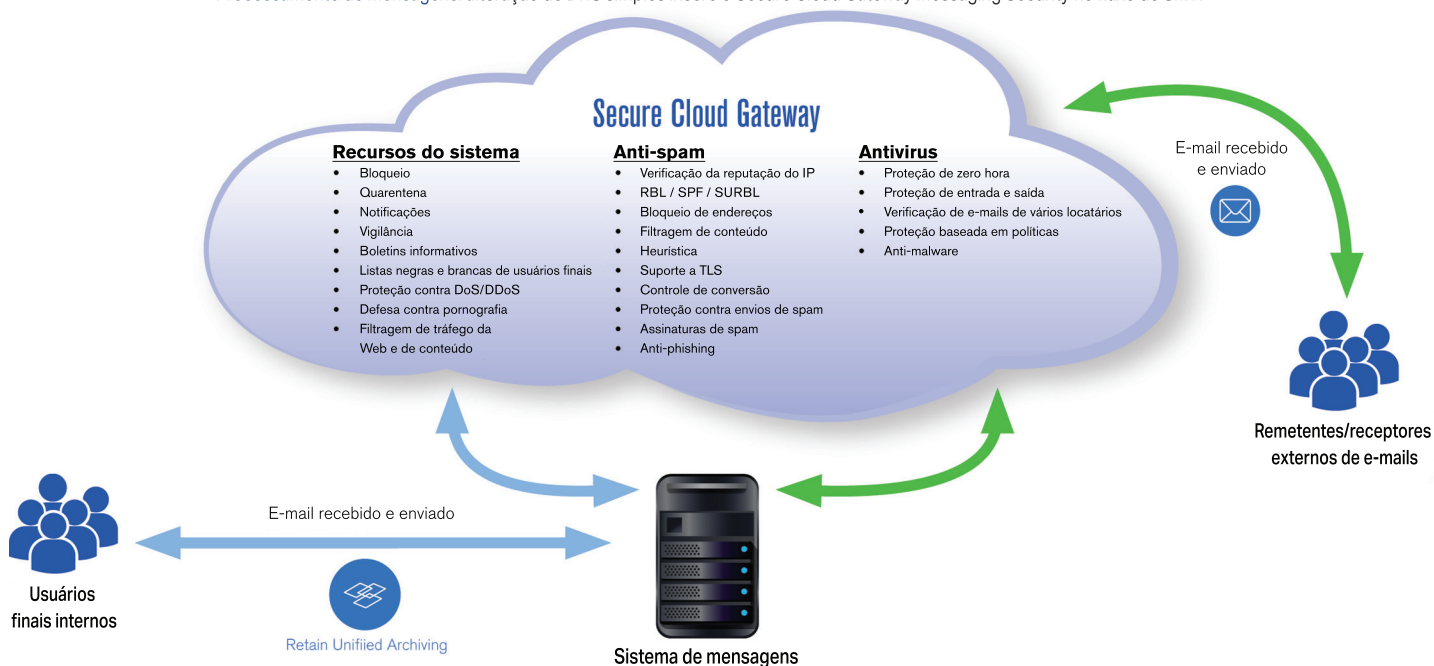 Secure Cloud Gateway
Recursos do sistema
• Bloqueio
• Quarentena
• Notificações
• Vigilância
• Boletins informativos
• Listas negras e brancas de usuários finais
• Proteção contra DoS/DDoS
• Defesa contra pornografia
• Filtragem de tráfego da
Web e de conteúdo
Anti-spam
• Verificação da reputação do IP
• RBL / SPF / SURBL
• Bloqueio de endereços
• Filtragem de conteúdo
• Heurística
• Suporte a TLS
• Controle de conversão
• Proteção contra envios de spam
• Assinaturas de spam
• Anti-phishing
Antivirus
• Proteção de zero hora
• Proteção de entrada e saída
• Verificação de e-mails de vários locatários
• Proteção baseada em políticas
• Anti-malware
E-mail recebido
e enviado
Remetentes/receptores
externos de e-mails
E-mail recebido e enviado
Usuários
finais internos
Retain Unifiied Archiving
Sistema de mensagens